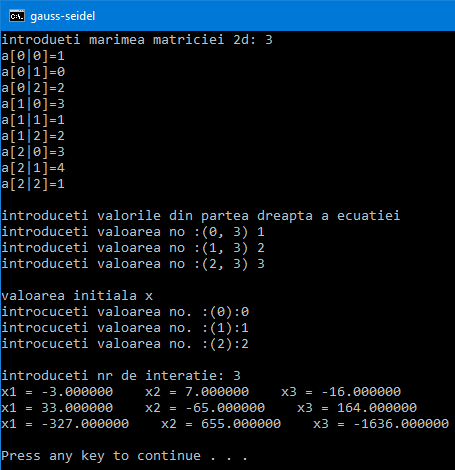 gauss-seidel
introdueti marimea matriciei 2d: 3
a[0|0]=1
a[0|1]=0
a[0|2]=2
a[1|0]=3
a[1|1]=1
a[1|2]=2
a[2|0]=3
a[2|1]=4
a[2|2]=1
introduceti valorile din partea dreapta a ecuatiei
introduceti valoarea no :(0, 3) 1
introduceti valoarea no :(1, 3) 2
introduceti valoarea no :(2, 3) 3
valoarea initiala x
introcuceti valoarea no. :(0):0
introcuceti valoarea no. :(1):1
introcuceti valoarea no. :(2):2
introduceti nr de interatie: 3
x1 = -3.000000    x2 = 7.000000    x3 = -16.000000
x1 = 33.000000    x2 = -65.000000    x3 = 164.000000
x1 = -327.000000    x2 = 655.000000    x3 = -1636.000000
Press any key to continue . . .